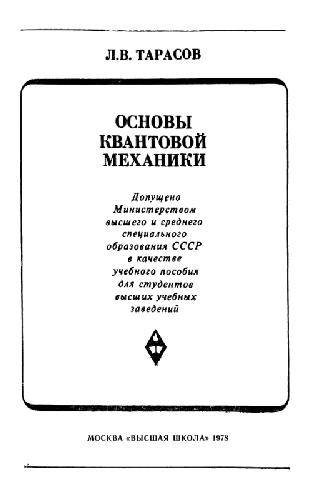 Л.В. ТАРАСОВ
ОСНОВЫ
КВАНТОВОЙ
МЕХАНИКИ
Допущено
Министерством
высшего и среднего
специального
образования СССР
в качестве
учебного пособия
для студентов
высших учебных
заведений
МОСКВА «ВЫСШАЯ ШКОЛА» 1978